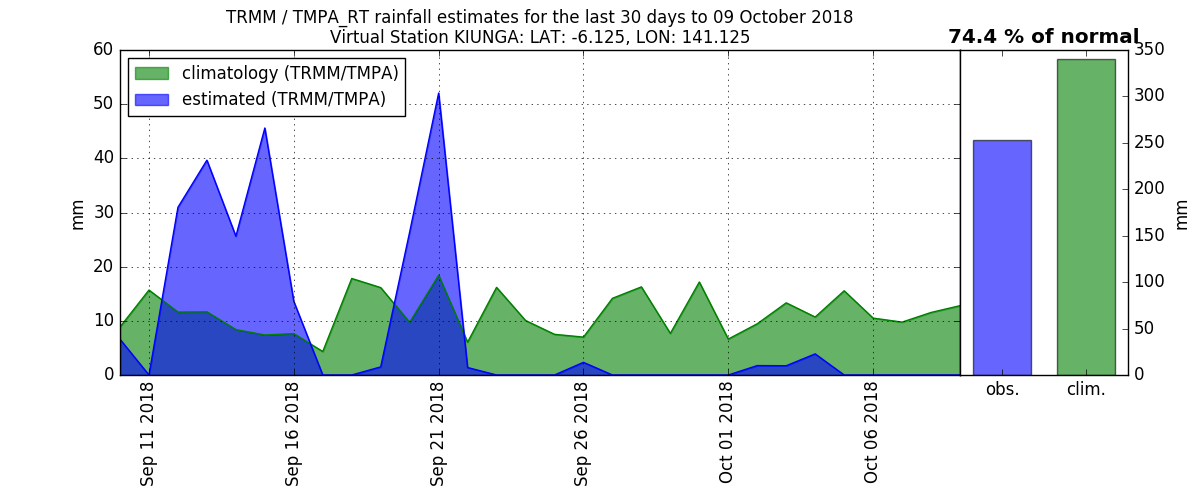 TRMM / TMPA_RT rainfall estimates for the last 30 days to 09 October 2018
Virtual Station KIUNGA: LAT: -6.125, LON: 141.125
74.4 % of normal
climatology (TRMM/TMPA)
estimated (TRMM/TMPA)
60
50
40
30
20
10
0
mm
Sep 11 2018
Sep 16 2018
Sep 21 2018
Sep 26 2018
Oct 01 2018
Oct 06 2018
obs.
clim.
350
300
250
200
150
100
50
0
mm